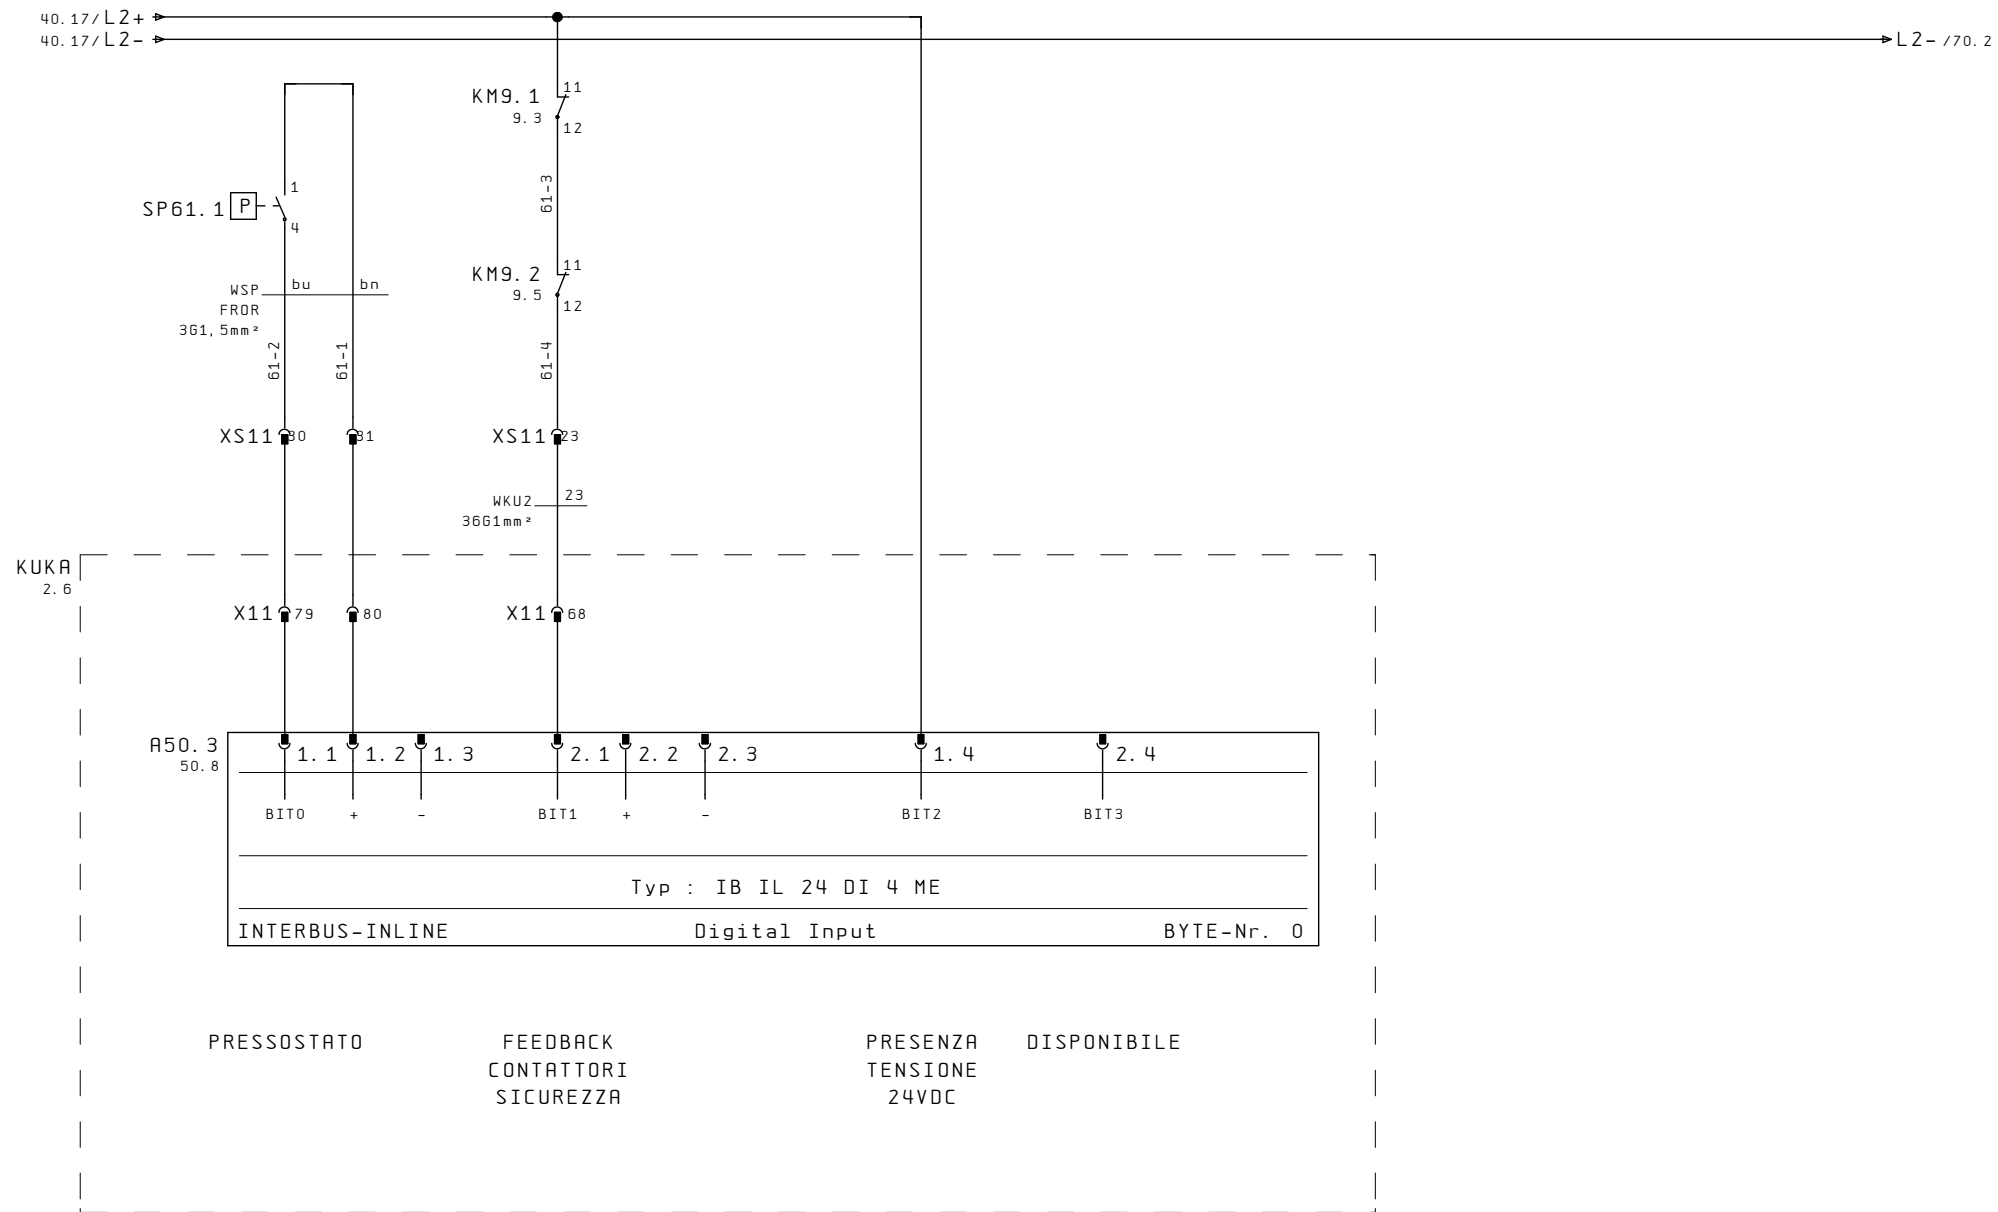 40.17/L2+
40.17/L2-
L2- /70.2
KM9.1
9.3
11
12
SP61.1
P
1
4
61-3
KM9.2
9.5
11
12
WSP
FROR
3G1,5mm²
bu
bn
61-2
61-1
61-4
XS11
30
31
XS11
23
WKU2
36G1mm²
23
KUKA
2.6
X11
79
80
X11
68
A50.3
50.8
1.1
1.2
1.3
2.1
2.2
2.3
1.4
2.4
BIT0
+
-
BIT1
+
-
BIT2
BIT3
Typ : IB IL 24 DI 4 ME
INTERBUS-INLINE
Digital Input
BYTE-Nr. 0
PRESSOSTATO
FEEDBACK
CONTATTORI
SICUREZZA
PRESENZA
TENSIONE
24VDC
DISPONIBILE